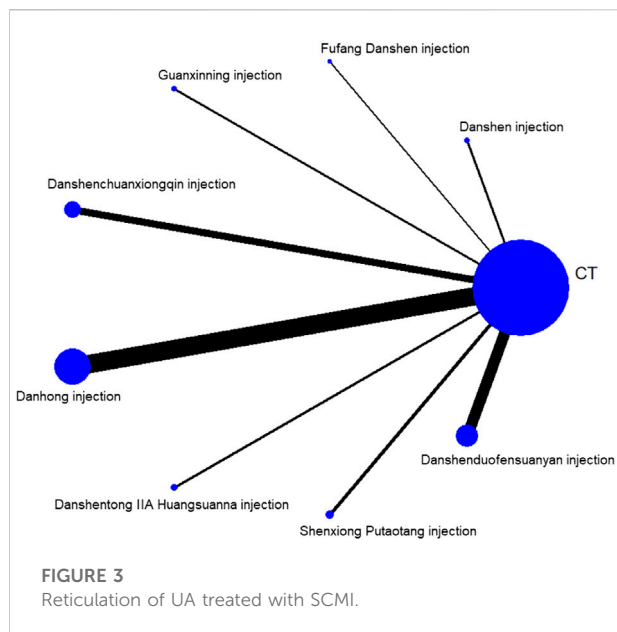 Fufang Danshen injection
Guanxinning injection
Danshen injection
Danshenchuanxiongqin injection
CT
Danhong injection
Danshenduofensuanyan injection
Danshentong IIA Huangsuanna injection
Shenxiong Putaotang injection
FIGURE 3
Reticulation of UA treated with SCMI.